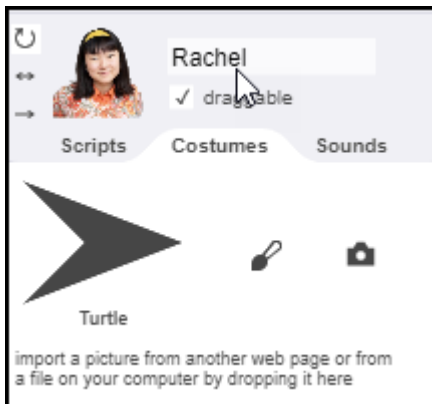 Rachel
✓ draggable
Scripts Costumes Sounds
Turtle
import a picture from another web page or from
a file on your computer by dropping it here